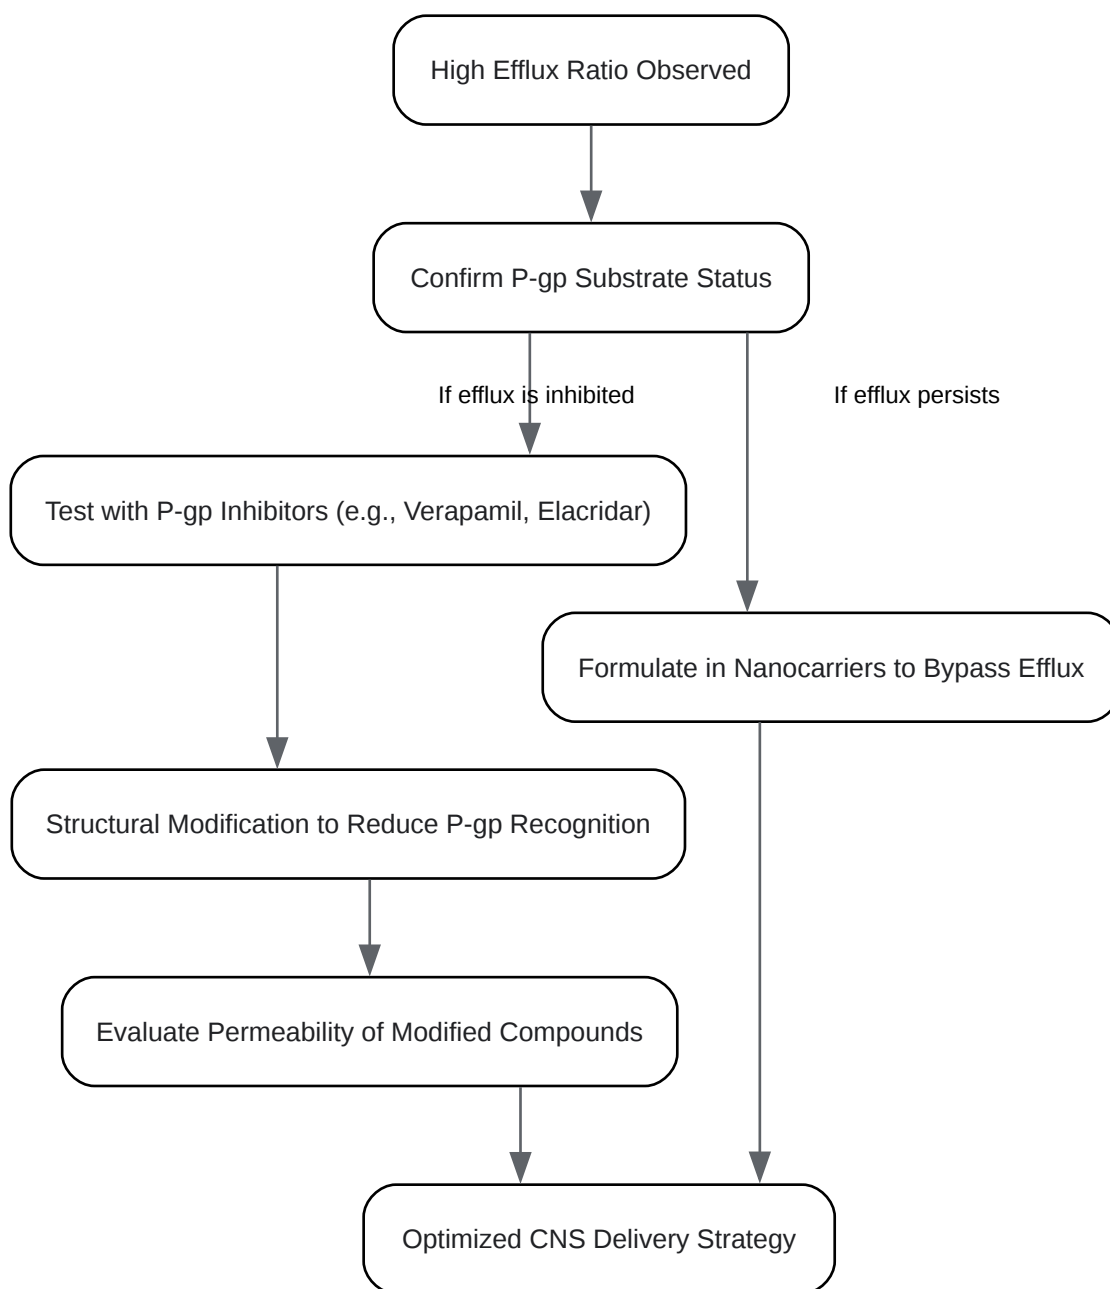 High Efflux Ratio Observed
Confirm P-gp Substrate Status
If efflux is inhibited
If efflux persists
Test with P-gp Inhibitors (e.g., Verapamil, Elacridar)
Formulate in Nanocarriers to Bypass Efflux
Structural Modification to Reduce P-gp Recognition
Evaluate Permeability of Modified Compounds
Optimized CNS Delivery Strategy